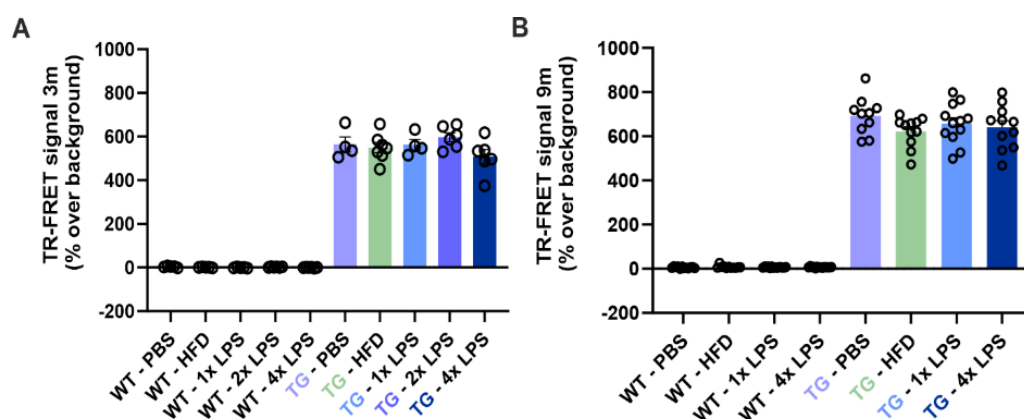 A
TR-FRET signal 3m
(% over background)
1000
800
600
400
200
0
-200
WT - PBS
WT - HFD
WT - 1x LPS
WT - 2x LPS
WT - 4x LPS
TG - PBS
TG - HFD
TG - 1x LPS
TG - 2x LPS
TG - 4x LPS
B
TR-FRET signal 9m
(% over background)
1000
800
600
400
200
0
-200
WT - PBS
WT - HFD
WT - 1x LPS
WT - 4x LPS
TG - PBS
TG - HFD
TG - 1x LPS
TG - 4x LPS